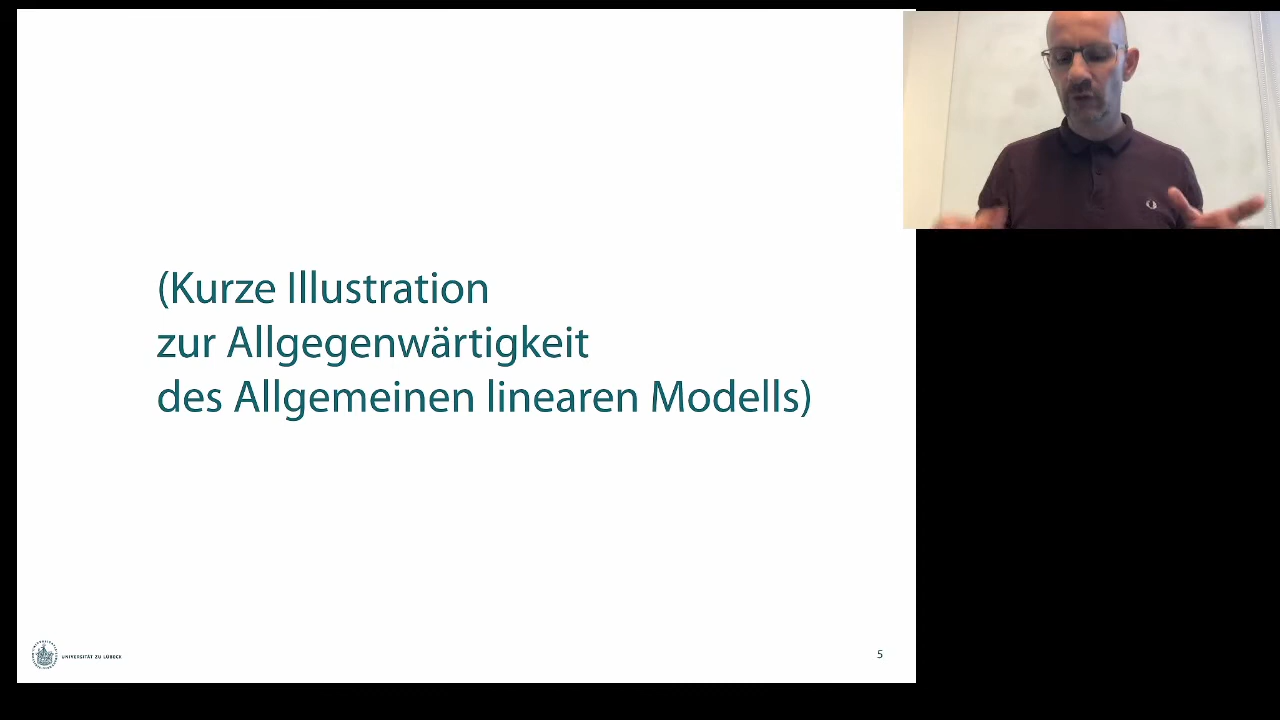 (Kurze Illustration
zur Allgegenwärtigkeit
des Allgemeinen linearen Modells)
UNIVERSITÄT ZU LÜBECK
5